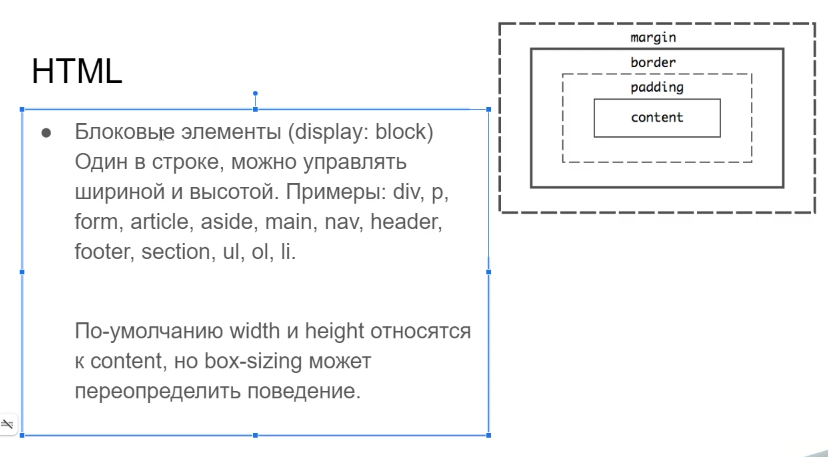 HTML
● Блоковые элементы (display: block)
Один в строке, можно управлять
шириной и высотой. Примеры: div, p,
form, article, aside, main, nav, header,
footer, section, ul, ol, li.
По-умолчанию width и height относятся
к content, но box-sizing может
переопределить поведение.
margin
border
padding
content